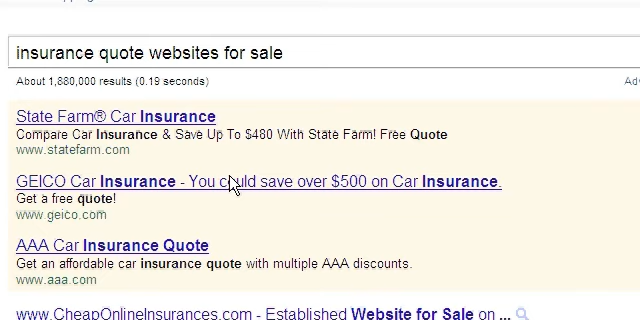 insurance quote websites for sale
About 1,880,000 results (0.19 seconds)
State Farm® Car Insurance
Compare Car Insurance & Save Up To $480 With State Farm! Free Quote
www.statefarm.com
GEICO Car Insurance - You could save over $500 on Car Insurance.
Get a free quote!
www.geico.com
AAA Car Insurance Quote
Get an affordable car insurance quote with multiple AAA discounts.
www.aaa.com
www.CheapOnlineInsurances.com - Established Website for Sale on ...